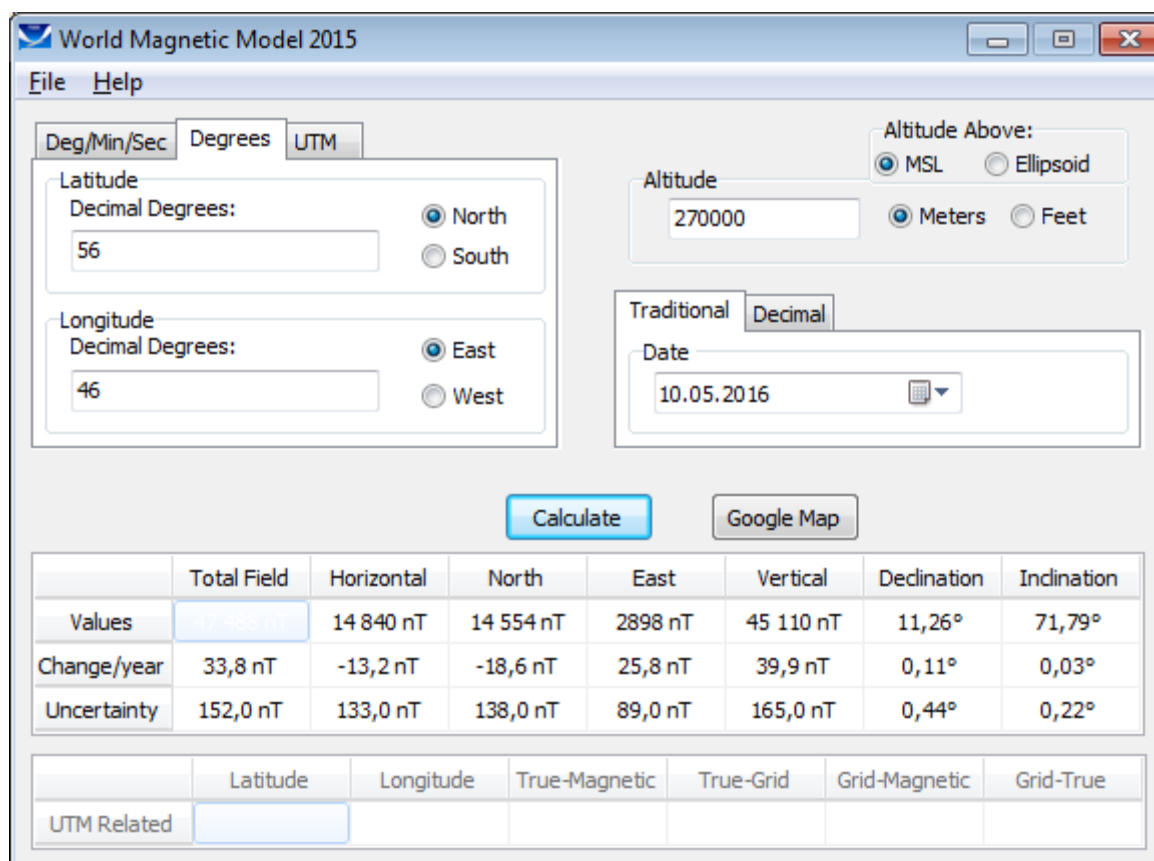 World Magnetic Model 2015
File Help
Deg/Min/Sec Degrees UTM
Latitude
Decimal Degrees:
North
56
South
Longitude
Decimal Degrees:
East
46
West
Altitude Above:
MSL Ellipsoid
Altitude
270000 Meters Feet
Traditional Decimal
Date
10.05.2016
Calculate Google Map
Total Field Horizontal North East Vertical Declination Inclination
Values 47 488 nT 14 840 nT 14 554 nT 2898 nT 45 110 nT 11,26° 71,79°
Change/year 33,8 nT -13,2 nT -18,6 nT 25,8 nT 39,9 nT 0,11° 0,03°
Uncertainty 152,0 nT 133,0 nT 138,0 nT 89,0 nT 165,0 nT 0,44° 0,22°
Latitude Longitude True-Magnetic True-Grid Grid-Magnetic Grid-True
UTM Related